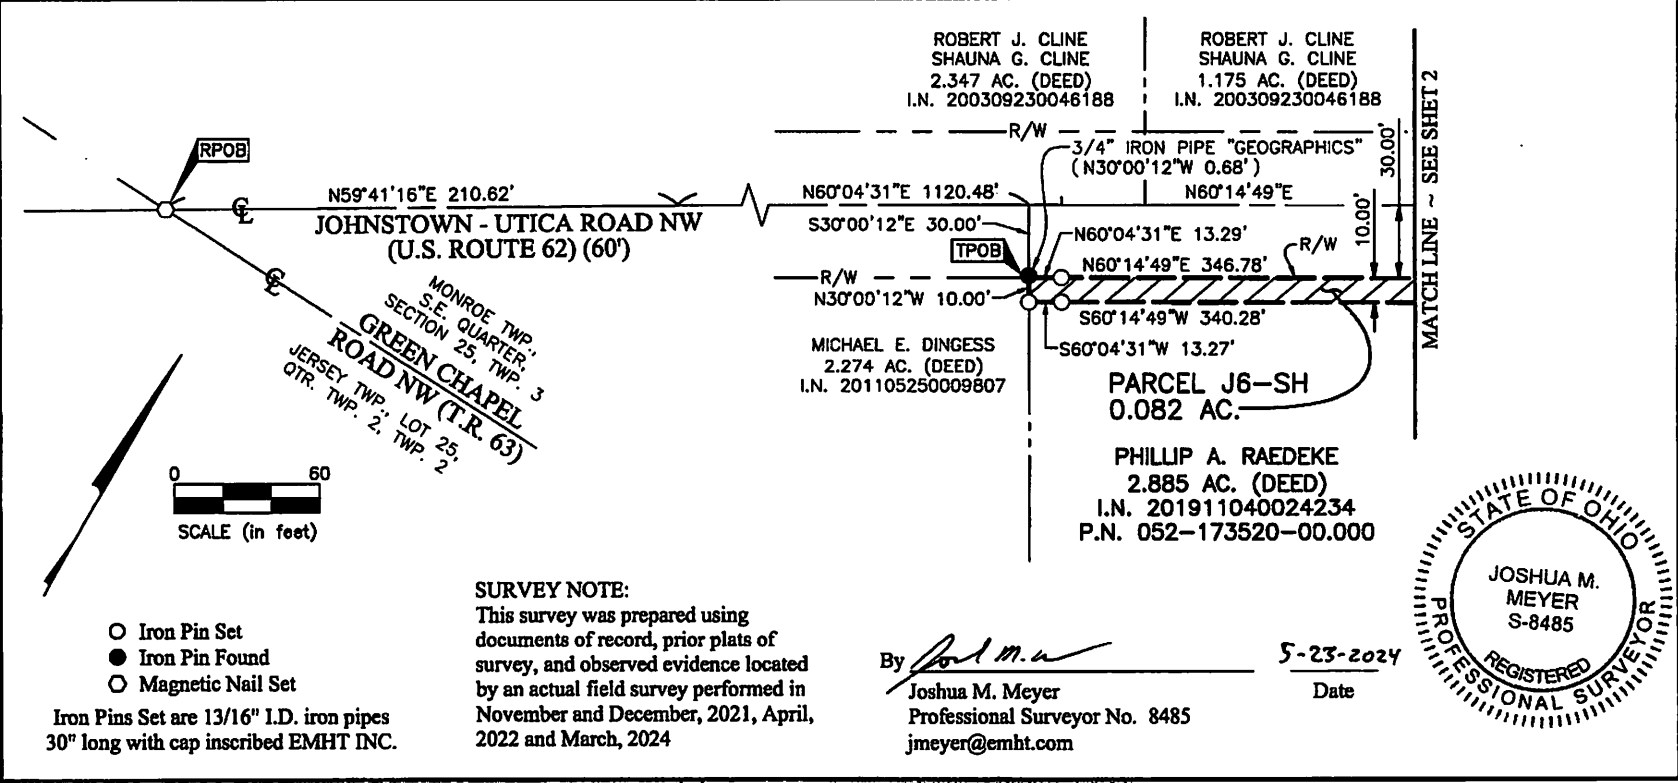 ROBERT J. CLINE
SHAUNA G. CLINE
2.347 AC. (DEED)
I.N. 200309230046188
ROBERT J. CLINE
SHAUNA G. CLINE
1.175 AC. (DEED)
I.N. 200309230046188
MATCH LINE ~ SEE SHEET 2
R/W
3/4" IRON PIPE "GEOGRAPHICS"
(N30°00'12"W 0.68')
30.00'
RPOB
N59°41'16"E 210.62'
N60°04'31"E 1120.48'
N60°14'49"E
CL
JOHNSTOWN - UTICA ROAD NW
(U.S. ROUTE 62) (60')
S30°00'12"E 30.00'
10.00'
N60°04'31"E 13.29'
R/W
TPOB
N60°14'49"E 346.78'
R/W
N30°00'12"W 10.00'
CL
S60°14'49"W 340.28'
S60°04'31"W 13.27'
MONROE TWP.,
S.E. QUARTER,
SECTION 25, TWP. 3
GREEN CHAPEL
ROAD NW (T.R. 63)
JERSEY TWP., LOT 25,
QTR. TWP. 2, TWP. 2
MICHAEL E. DINGESS
2.274 AC. (DEED)
I.N. 201105250009807
PARCEL J6-SH
0.082 AC.
PHILLIP A. RAEDEKE
2.885 AC. (DEED)
I.N. 201911040024234
P.N. 052-173520-00.000
0 60
SCALE (in feet)
Iron Pin Set
Iron Pin Found
Magnetic Nail Set
Iron Pins Set are 13/16" I.D. iron pipes
30" long with cap inscribed EMHT INC.
SURVEY NOTE:
This survey was prepared using
documents of record, prior plats of
survey, and observed evidence located
by an actual field survey performed in
November and December, 2021, April,
2022 and March, 2024
By
Joshua M. Meyer
Professional Surveyor No. 8485
jmeyer@emht.com
5-23-2024
Date
STATE OF OHIO
JOSHUA M.
MEYER
S-8485
REGISTERED
PROFESSIONAL SURVEYOR